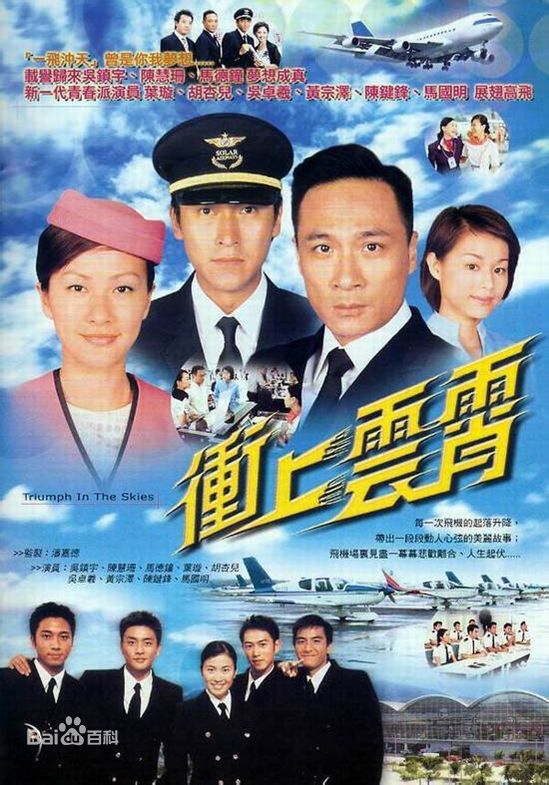 『一飛沖天』曾是你我夢想......
載譽歸來吳鎮宇、陳慧珊、馬德鐘 夢想成真
新一代青春派演員 葉璇、胡杏兒、吳卓羲、黃宗澤、陳鍵鋒、馬國明 展翅高飛
SOLAR
AIRWAYS
衝上雲霄
Triumph In The Skies
每一次飛機的起落升降，
帶出一段段動人心弦的美麗故事；
飛機場裏見盡一幕幕悲歡離合、人生起伏......
>>監製：潘嘉德
>>演員：吳鎮宇、陳慧珊、馬德鐘、葉璇、胡杏兒
吳卓羲、黃宗澤、陳鍵鋒、馬國明
Bai du 百科